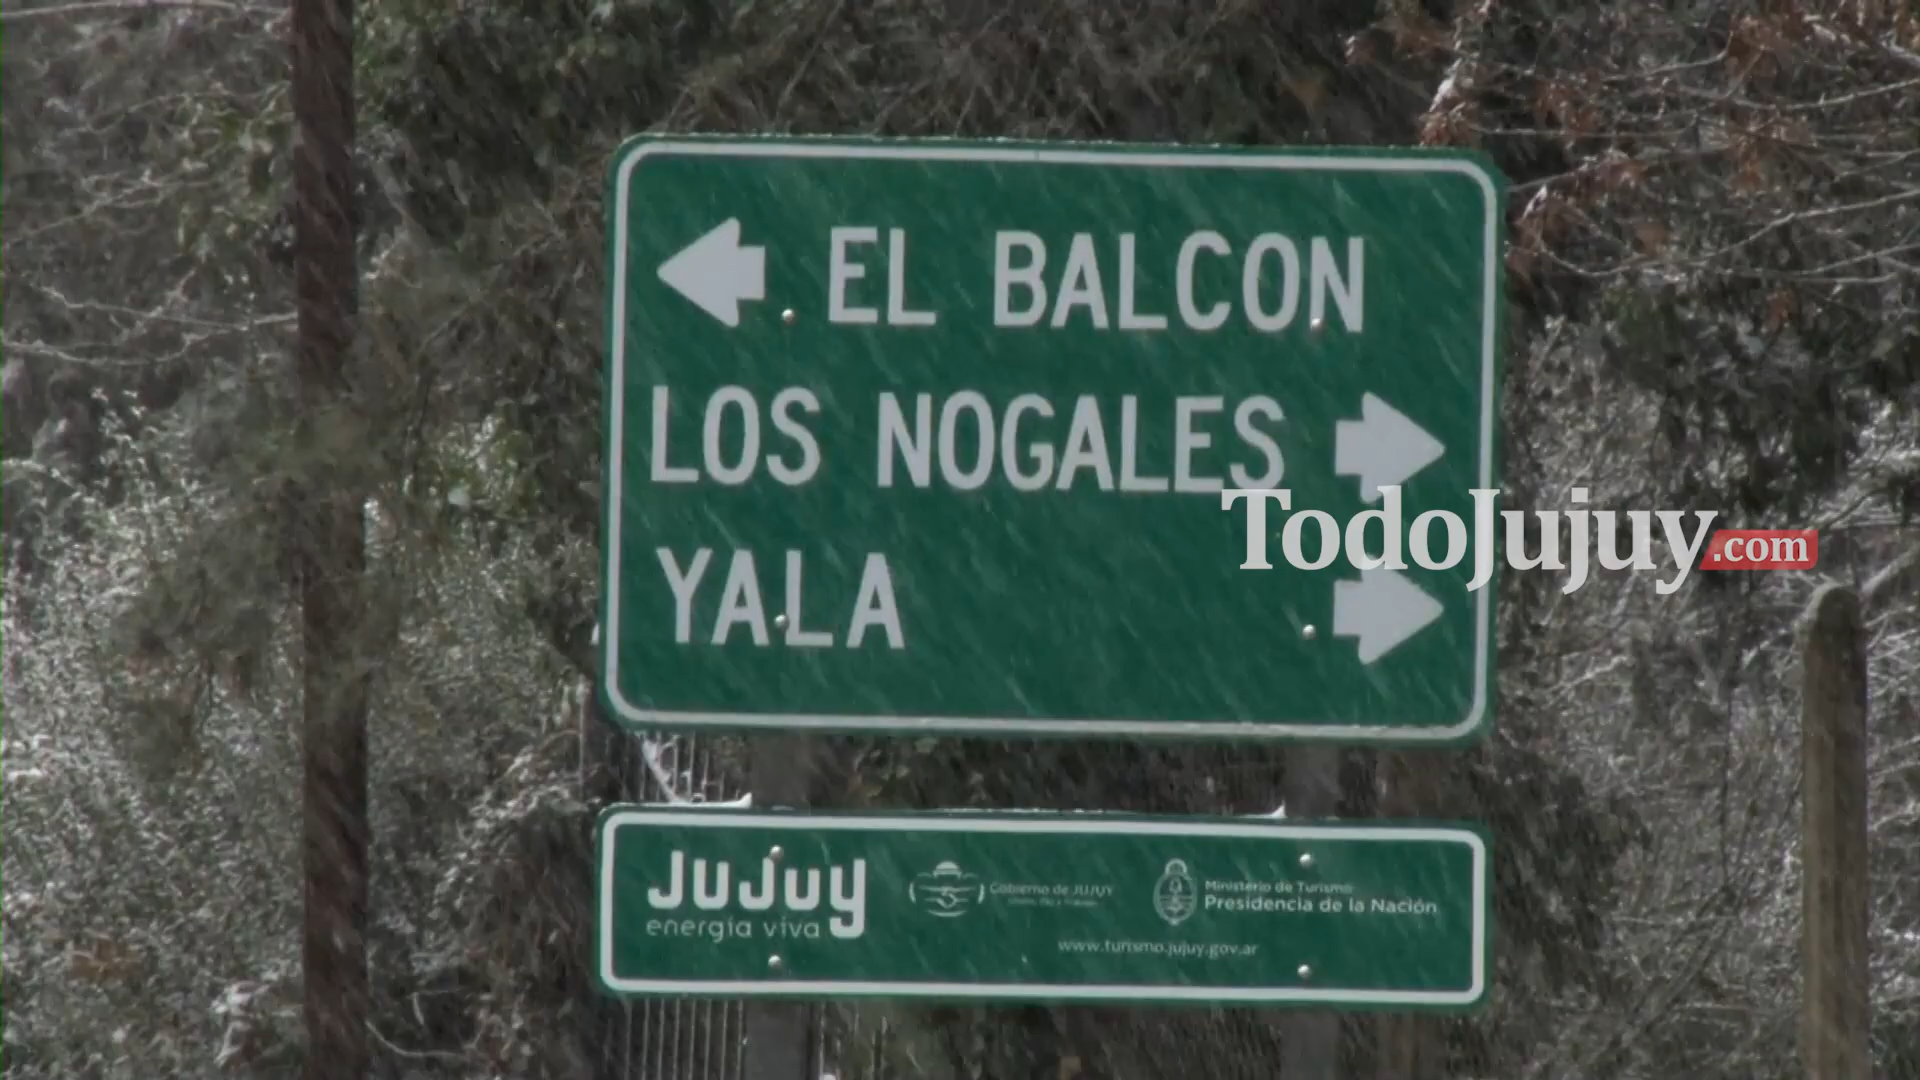 EL BALCON
LOS NOGALES
TodoJujuy.com
YALA
JuJuy
energía viva
Gobierno de JUJUY
Ministerio de Turismo
Presidencia de la Nación
www.turismo.jujuy.gov.ar